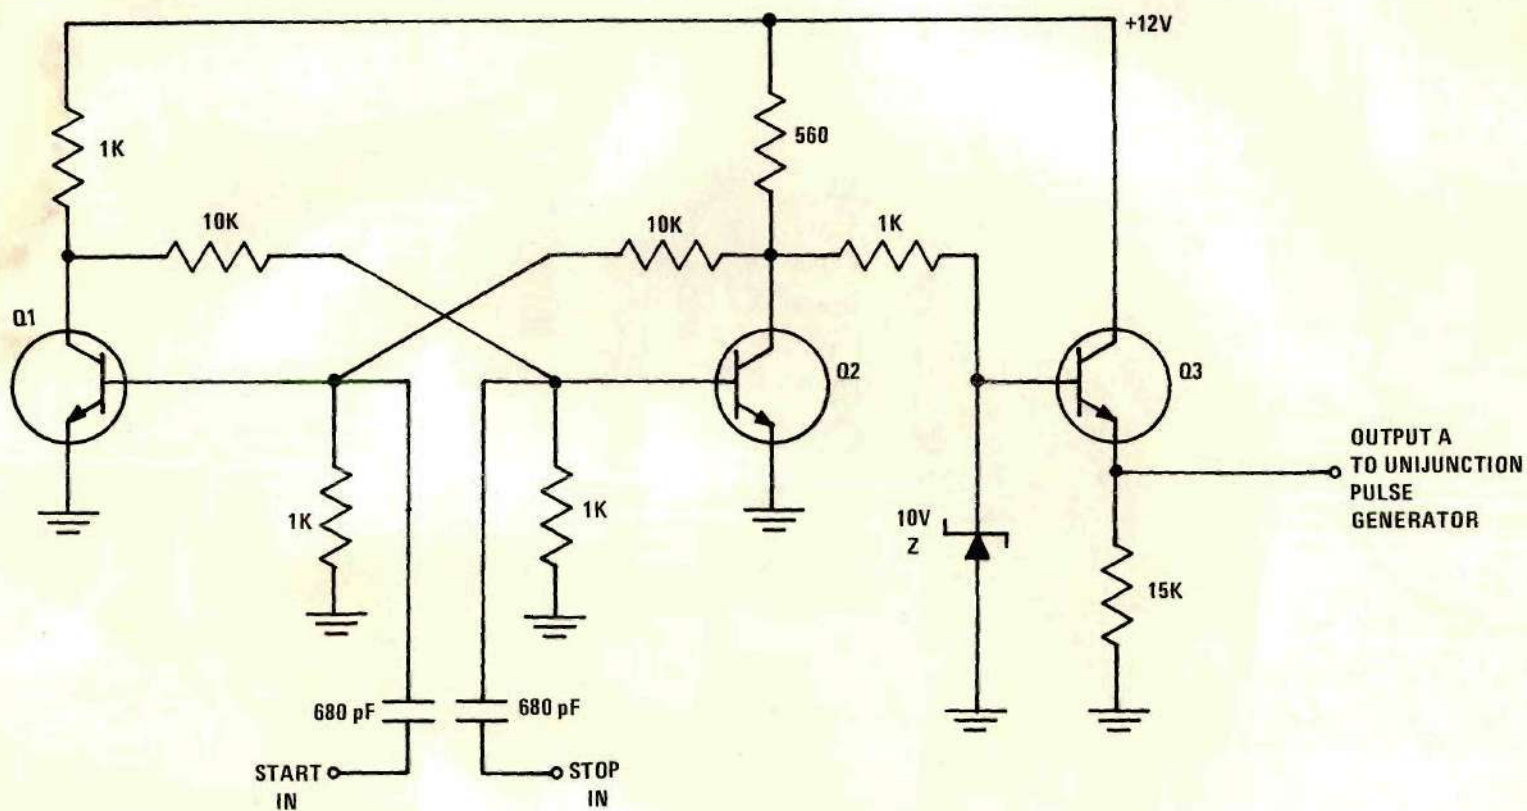 +12V
1K
560
10K
10K
1K
Q1
Q2
Q3
1K
1K
10V
Z
15K
OUTPUT A
TO UNIJUNCTION
PULSE
GENERATOR
680 pF
680 pF
START
IN
STOP
IN